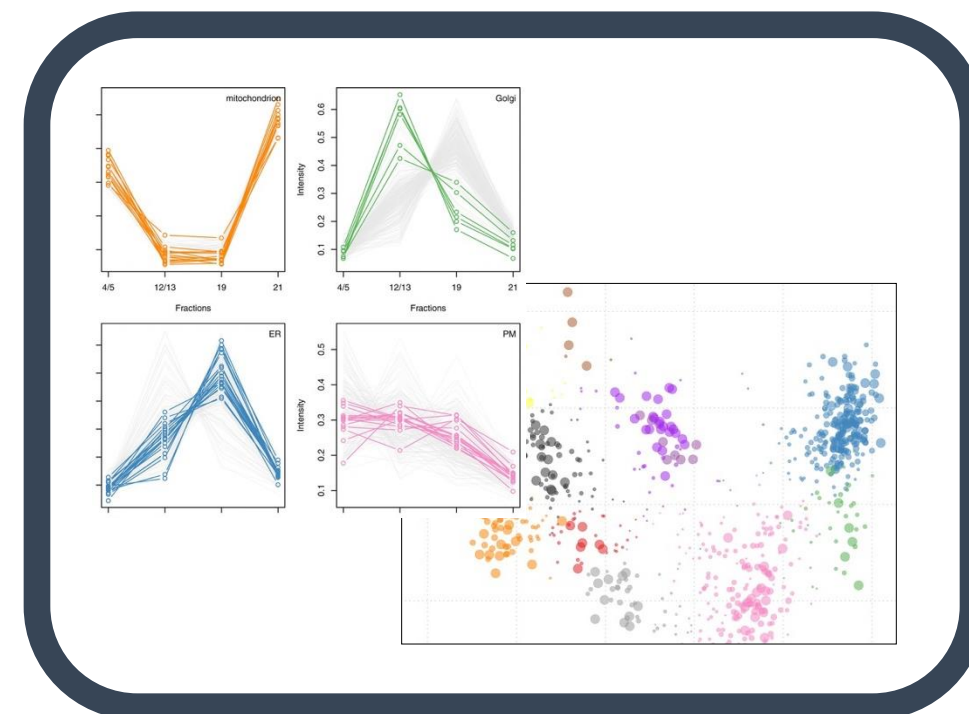 mitochondrion
4/5 12/13 19 21
Fractions
Golgi
Intensity
0.1 0.2 0.3 0.4 0.5 0.6
4/5 12/13 19 21
Fractions
ER
PM
Intensity
0.1 0.2 0.3 0.4 0.5